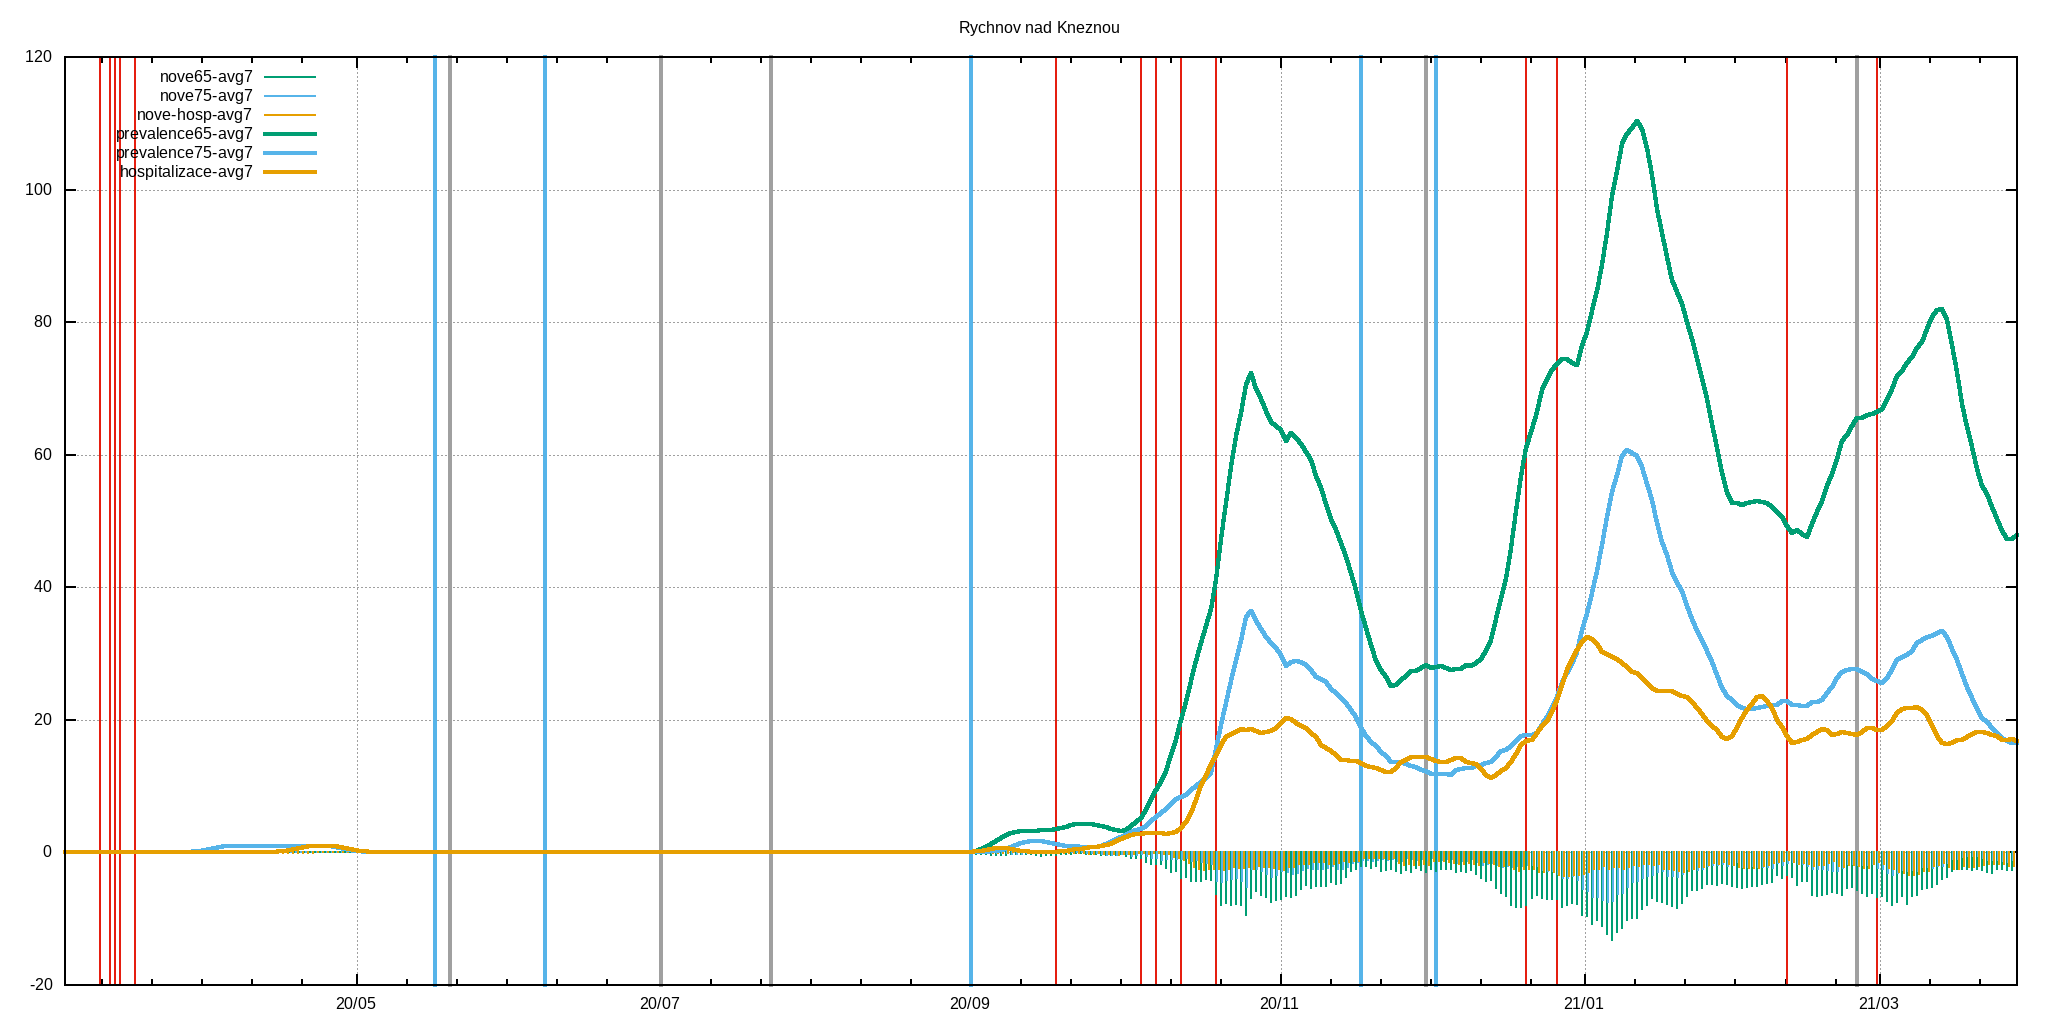 Rychnov nad Kneznou
120
100
80
60
40
20
0
-20
nove65-avg7
nove75-avg7
nove-hosp-avg7
prevalence65-avg7
prevalence75-avg7
hospitalizace-avg7
20/05
20/07
20/09
20/11
21/01
21/03